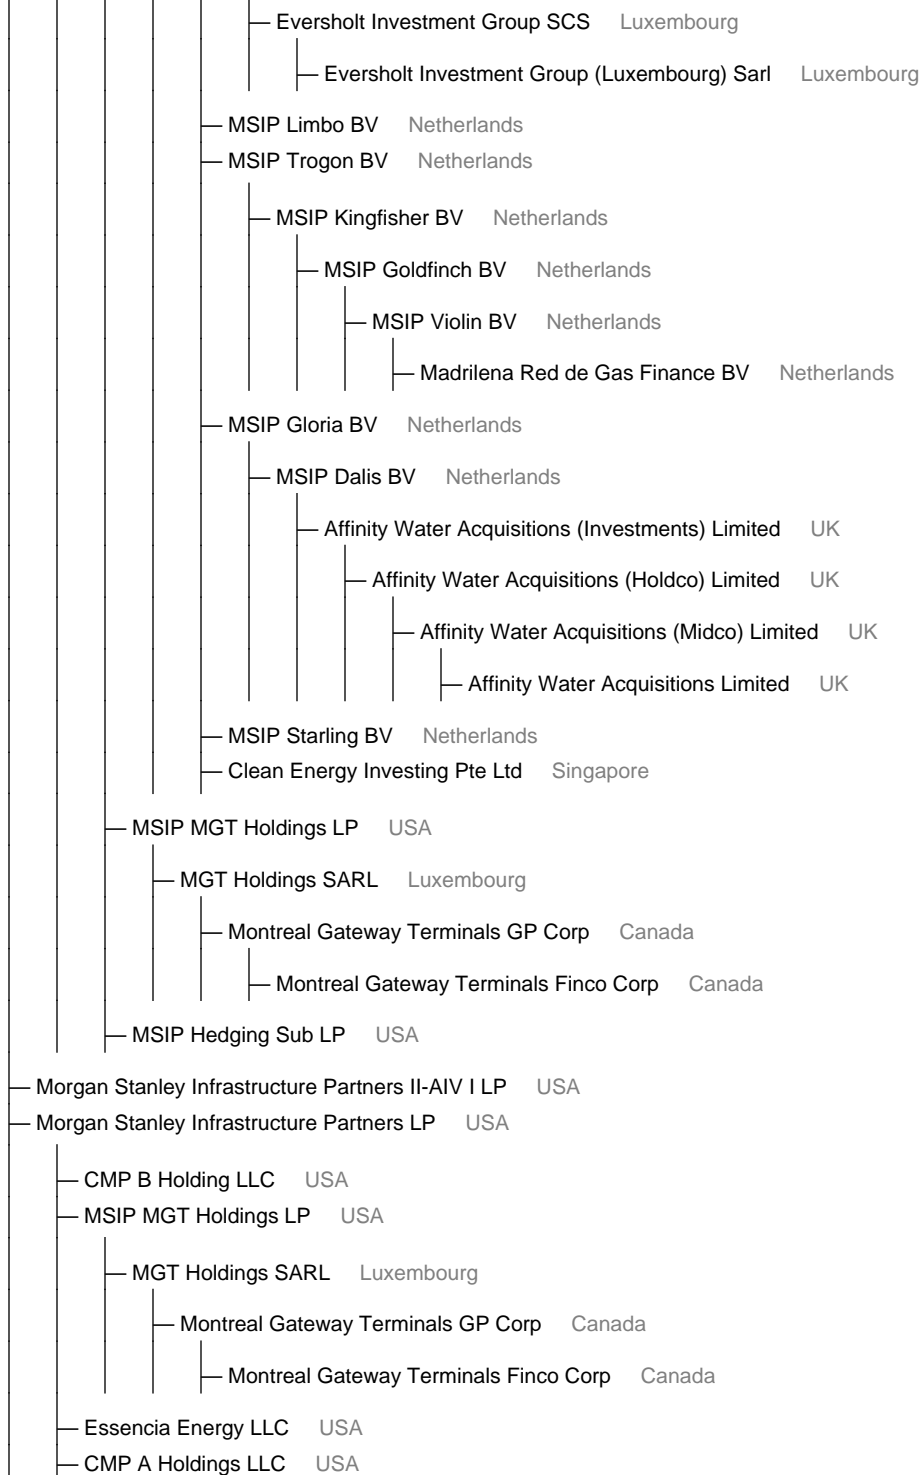 Eversholt Investment Group SCS Luxembourg
Eversholt Investment Group (Luxembourg) Sarl Luxembourg
MSIP Limbo BV Netherlands
MSIP Trogon BV Netherlands
MSIP Kingfisher BV Netherlands
MSIP Goldfinch BV Netherlands
MSIP Violin BV Netherlands
Madrilena Red de Gas Finance BV Netherlands
MSIP Gloria BV Netherlands
MSIP Dalis BV Netherlands
Affinity Water Acquisitions (Investments) Limited UK
Affinity Water Acquisitions (Holdco) Limited UK
Affinity Water Acquisitions (Midco) Limited UK
Affinity Water Acquisitions Limited UK
MSIP Starling BV Netherlands
Clean Energy Investing Pte Ltd Singapore
MSIP MGT Holdings LP USA
MGT Holdings SARL Luxembourg
Montreal Gateway Terminals GP Corp Canada
Montreal Gateway Terminals Finco Corp Canada
MSIP Hedging Sub LP USA
Morgan Stanley Infrastructure Partners II-AIV I LP USA
Morgan Stanley Infrastructure Partners LP USA
CMP B Holding LLC USA
MSIP MGT Holdings LP USA
MGT Holdings SARL Luxembourg
Montreal Gateway Terminals GP Corp Canada
Montreal Gateway Terminals Finco Corp Canada
Essencia Energy LLC USA
CMP A Holdings LLC USA